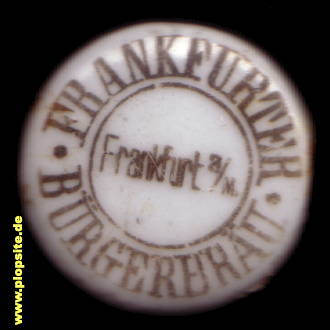 FRANKFURTER
Frankfurt a/M.
• BÜRGERBRÄU •
www.plopsite.de